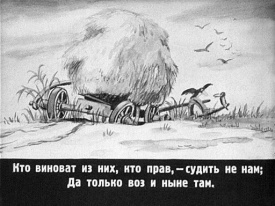 Кто виноват из них, кто прав, — судить не нам;
Да только воз и ныне там.